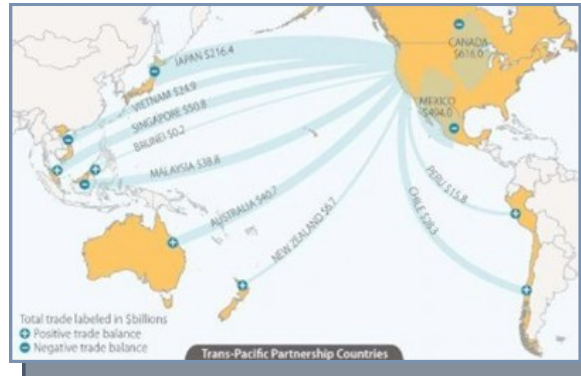 CANADA
$616.0
JAPAN $216.4
VIETNAM $24.9
SINGAPORE $50.8
BRUNEI $0.2
MEXICO
$494.0
MALAYSIA $38.8
AUSTRALIA $40.7
NEW ZEALAND $6.7
PERU $15.8
CHILE $28.3
Total trade labeled in $billions
Positive trade balance
Negative trade balance
Trans-Pacific Partnership Countries